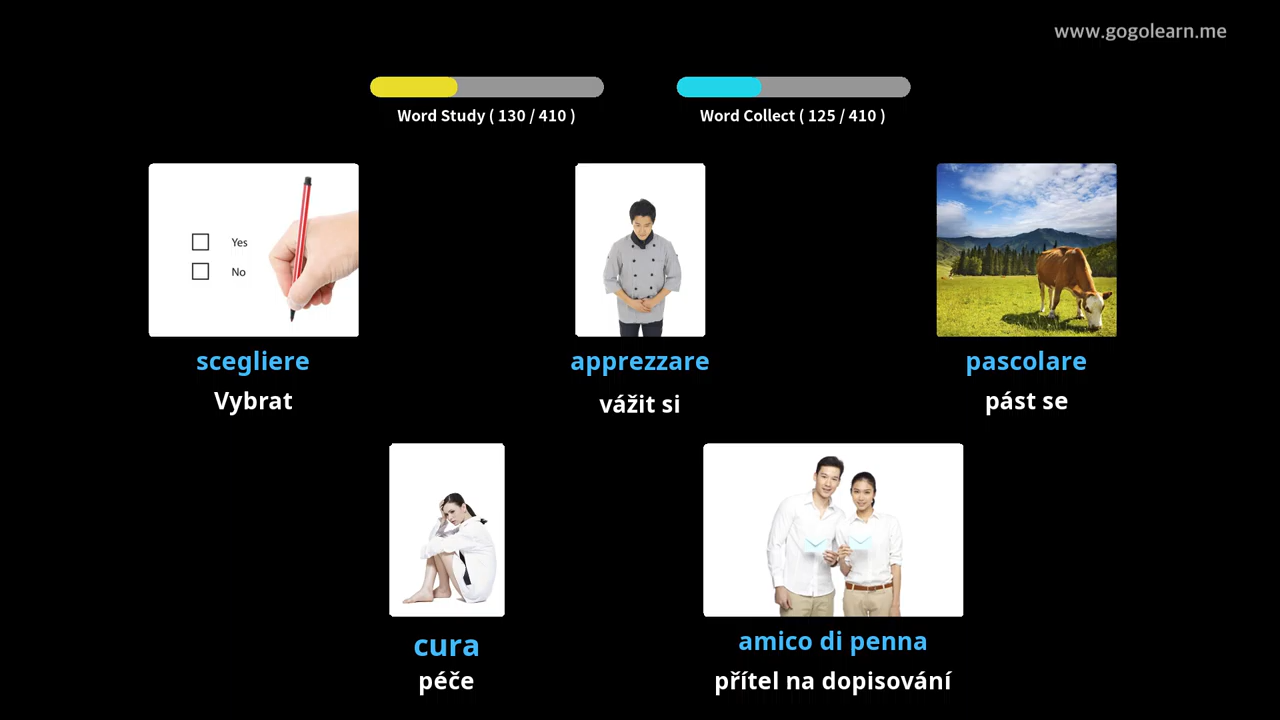 www.gogolearn.me
Word Study ( 130 / 410 )
Word Collect ( 125 / 410 )
Yes
No
scegliere
Vybrat
apprezzare
vážit si
pascolare
pást se
cura
péče
amico di penna
přítel na dopisování